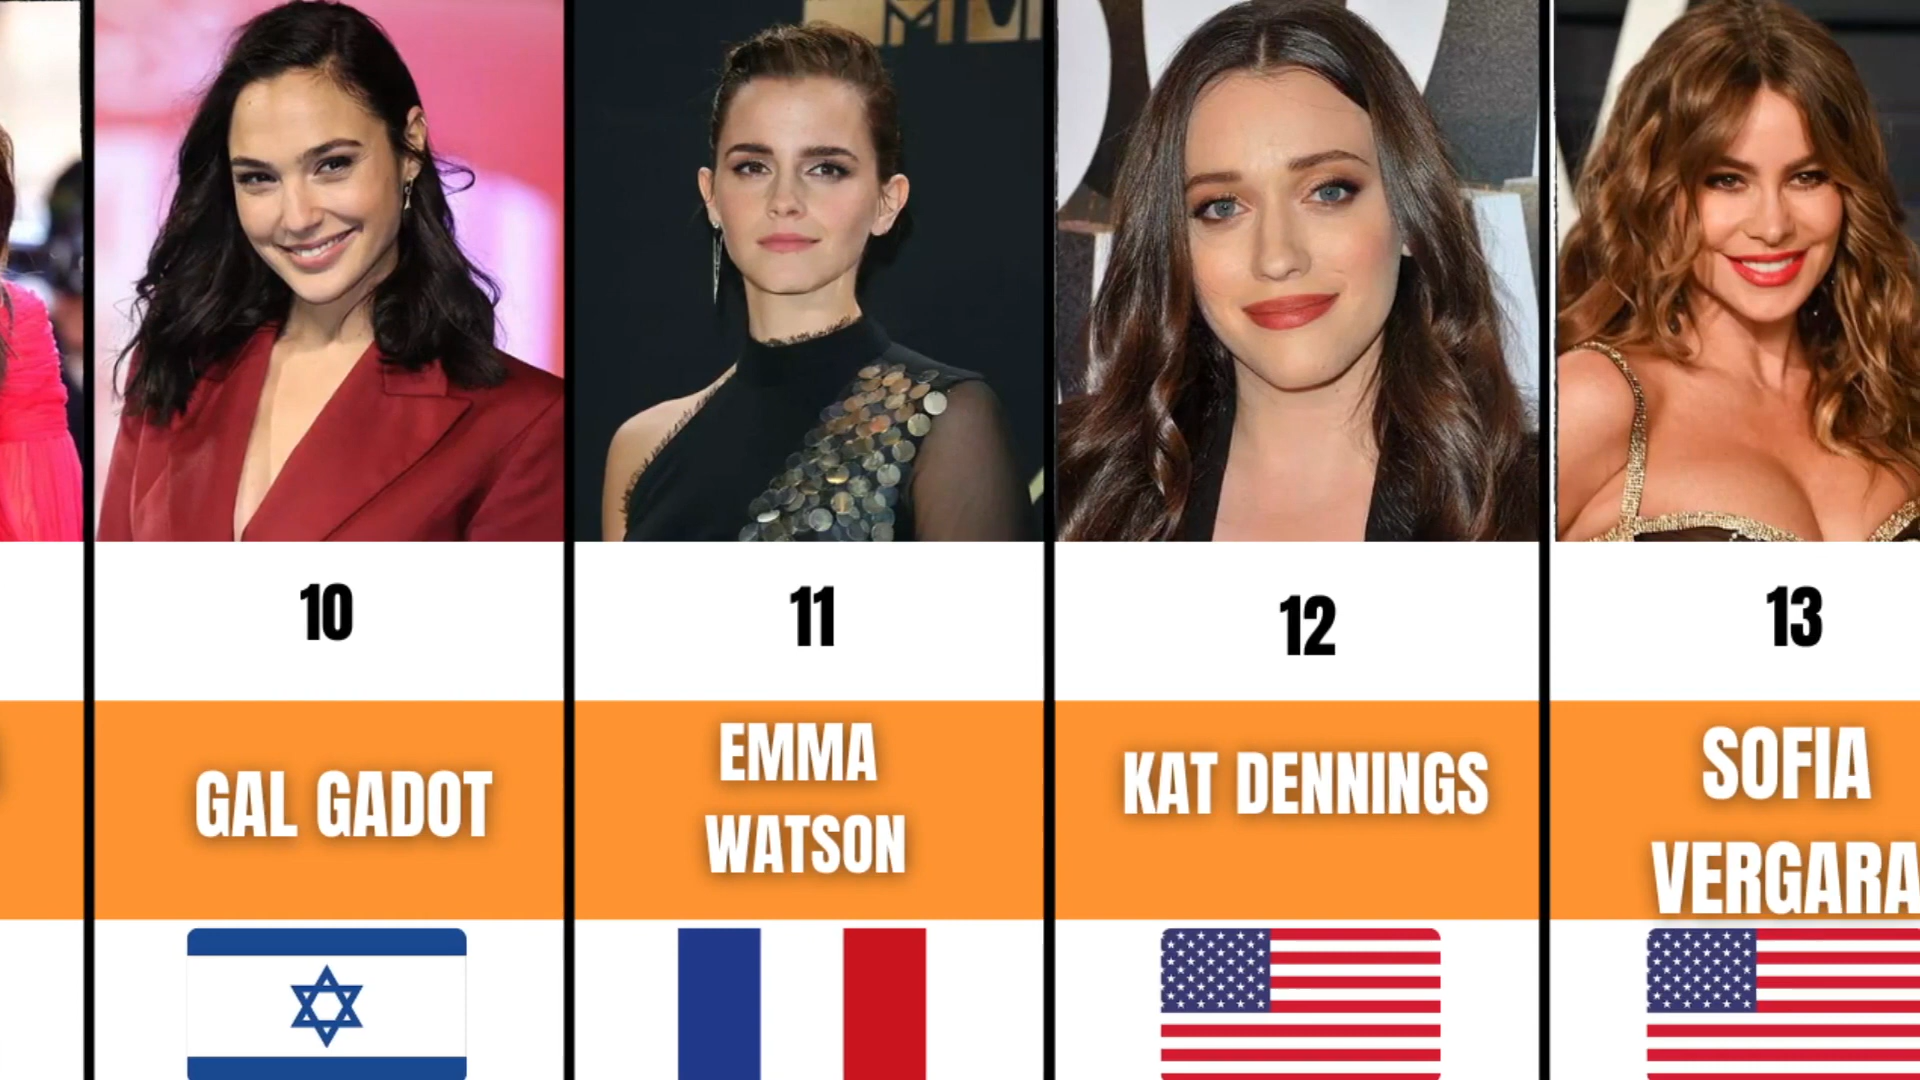 10
GAL GADOT
11
EMMA
WATSON
12
KAT DENNINGS
13
SOFIA
VERGARA